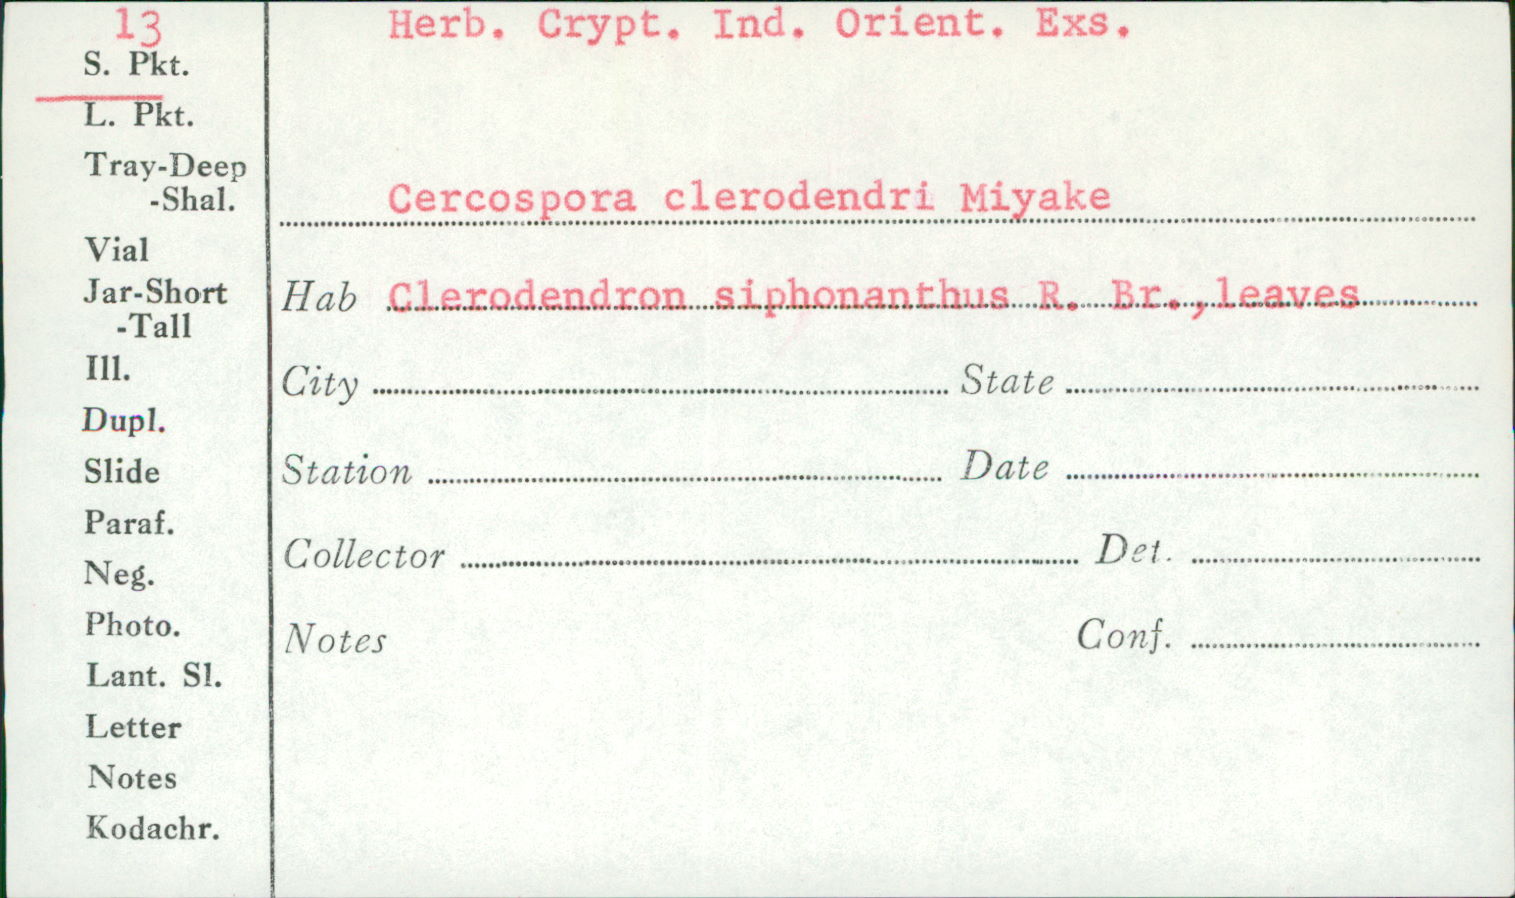 13
Herb. Crypt. Ind. Orient. Exs.
S. Pkt.
L. Pkt.
Tray-Deep
-Shal.
Vial
Jar-Short
-Tall
Ill.
Dupl.
Slide
Paraf.
Neg.
Photo.
Lant. Sl.
Letter
Notes
Kodachr.
Cercospora clerodendri Miyake
Hab Clerodendron siphonanthus R. Br.,leaves
City State
Station Date
Collector Det.
Notes Conf.